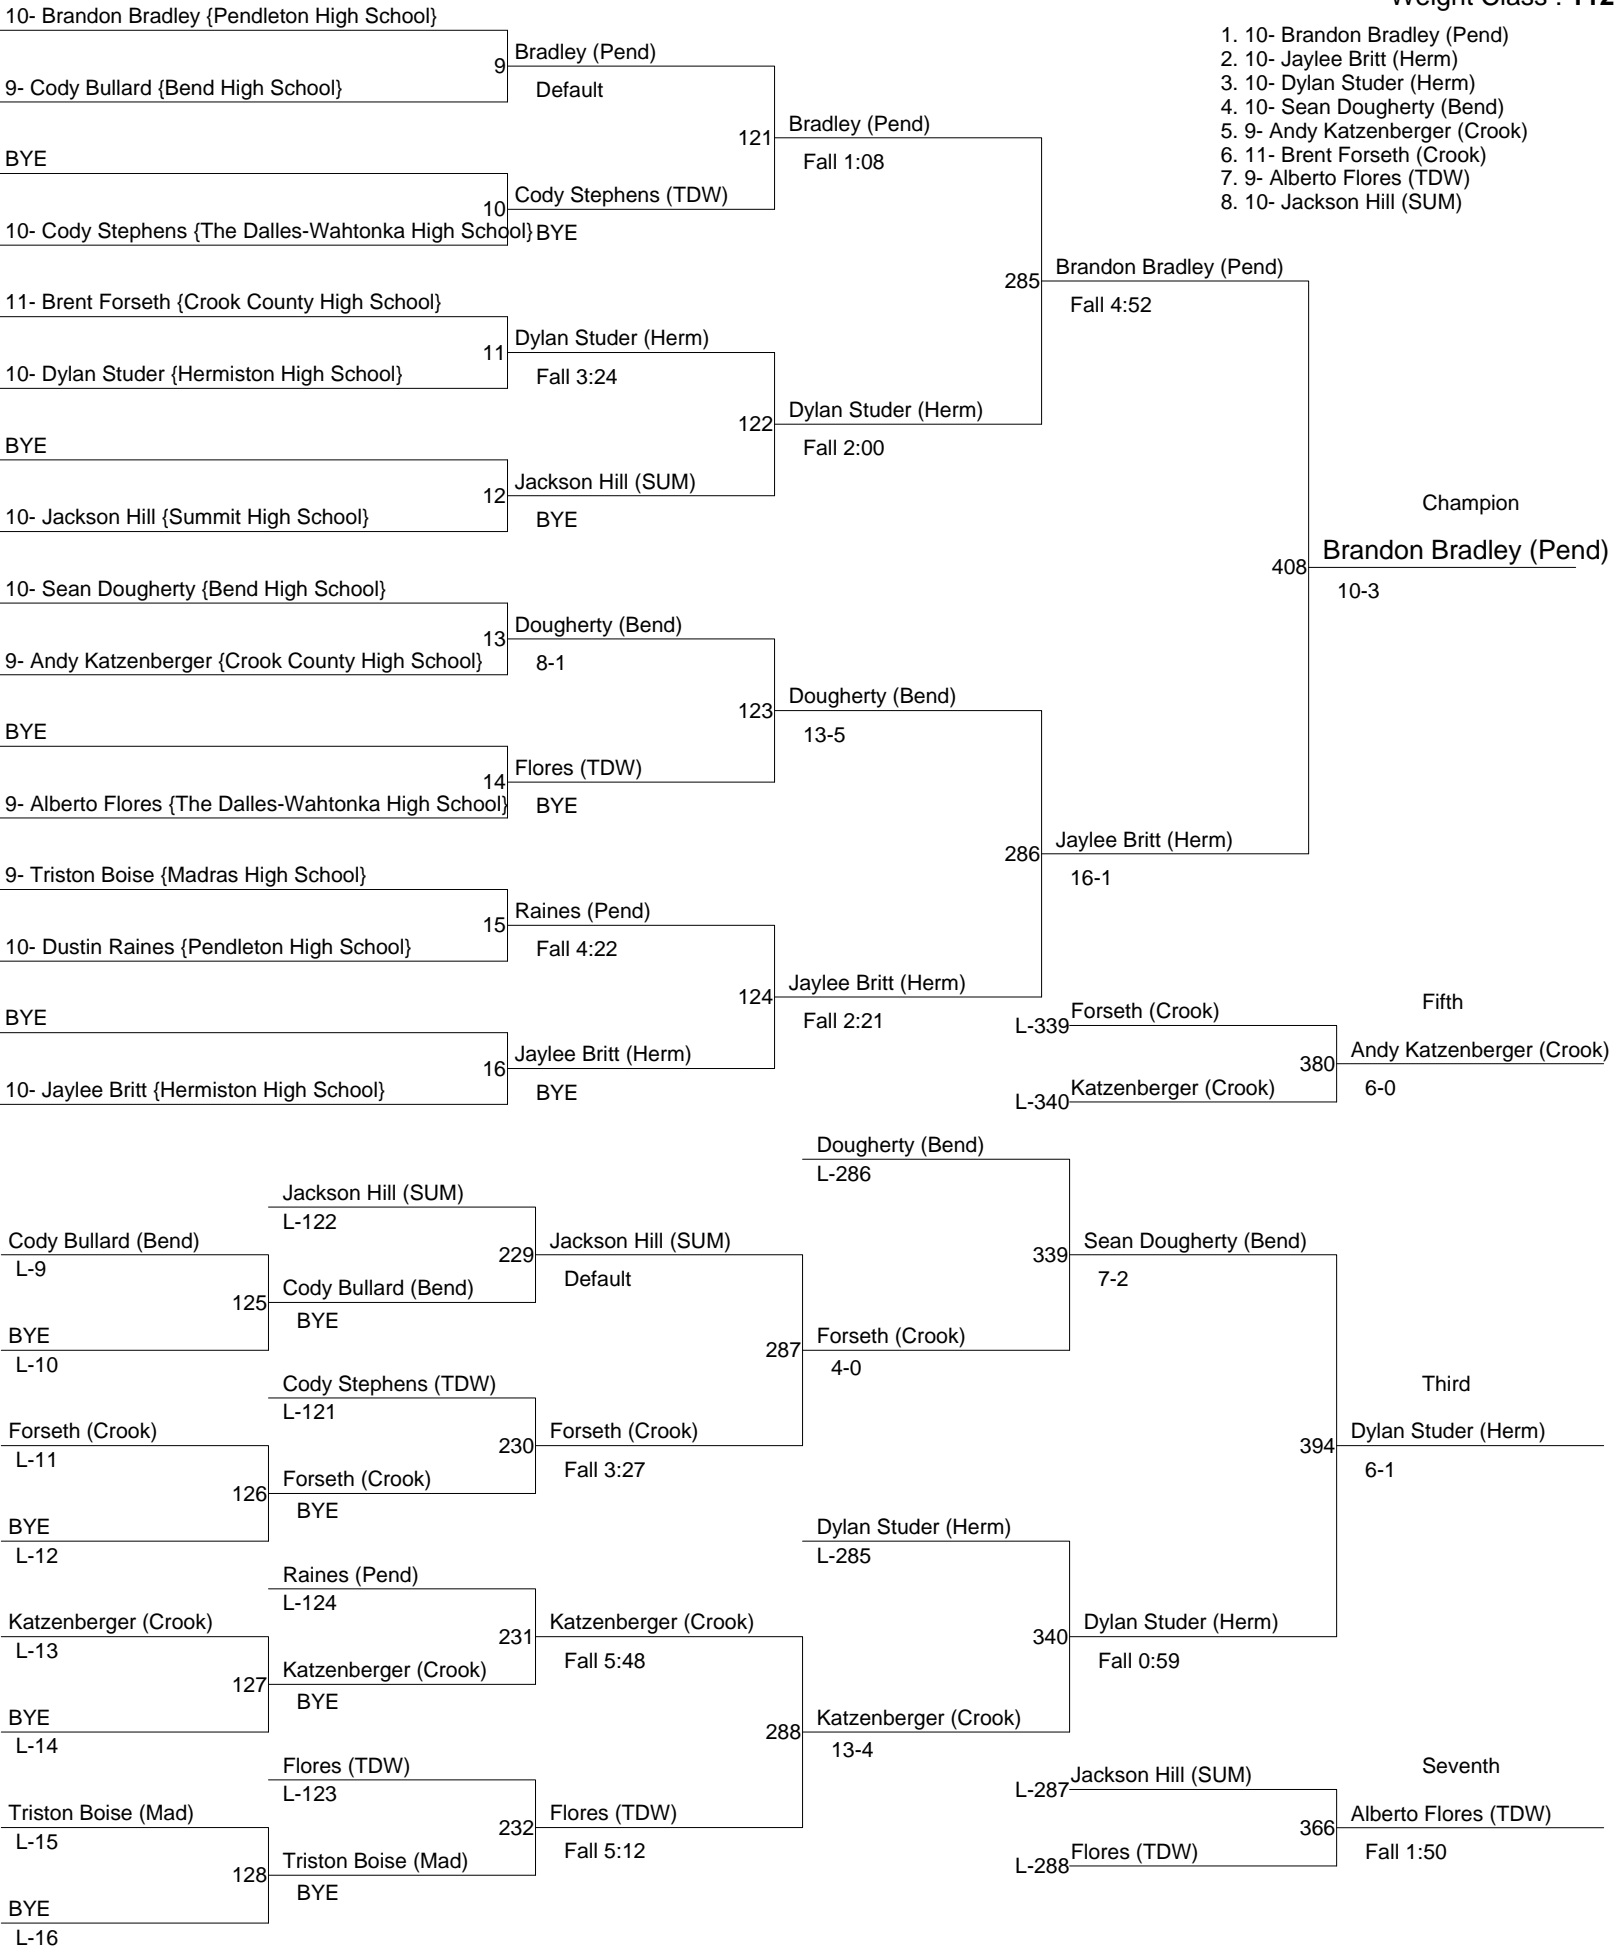 Weight Class : 112
10- Brandon Bradley {Pendleton High School}
1. 10- Brandon Bradley (Pend)
2. 10- Jaylee Britt (Herm)
3. 10- Dylan Studer (Herm)
4. 10- Sean Dougherty (Bend)
5. 9- Andy Katzenberger (Crook)
6. 11- Brent Forseth (Crook)
7. 9- Alberto Flores (TDW)
8. 10- Jackson Hill (SUM)
9 Bradley (Pend)
Default
9- Cody Bullard {Bend High School}
121 Bradley (Pend)
Fall 1:08
BYE
10 Cody Stephens (TDW)
10- Cody Stephens {The Dalles-Wahtonka High School} BYE
285 Brandon Bradley (Pend)
Fall 4:52
11- Brent Forseth {Crook County High School}
11 Dylan Studer (Herm)
Fall 3:24
10- Dylan Studer {Hermiston High School}
122 Dylan Studer (Herm)
Fall 2:00
BYE
12 Jackson Hill (SUM)
BYE
10- Jackson Hill {Summit High School}
Champion
408 Brandon Bradley (Pend)
10-3
10- Sean Dougherty {Bend High School}
13 Dougherty (Bend)
8-1
9- Andy Katzenberger {Crook County High School}
123 Dougherty (Bend)
13-5
BYE
14 Flores (TDW)
BYE
9- Alberto Flores {The Dalles-Wahtonka High School}
286 Jaylee Britt (Herm)
16-1
9- Triston Boise {Madras High School}
15 Raines (Pend)
Fall 4:22
10- Dustin Raines {Pendleton High School}
124 Jaylee Britt (Herm)
Fall 2:21
BYE
16 Jaylee Britt (Herm)
BYE
10- Jaylee Britt {Hermiston High School}
Fifth
L-339 Forseth (Crook)
380 Andy Katzenberger (Crook)
6-0
L-340 Katzenberger (Crook)
Dougherty (Bend)
L-286
Jackson Hill (SUM)
L-122
Cody Bullard (Bend)
L-9
229 Jackson Hill (SUM)
Default
339 Sean Dougherty (Bend)
7-2
125 Cody Bullard (Bend)
BYE
BYE
L-10
287 Forseth (Crook)
4-0
Cody Stephens (TDW)
L-121
Third
Forseth (Crook)
L-11
230 Forseth (Crook)
Fall 3:27
394 Dylan Studer (Herm)
6-1
126 Forseth (Crook)
BYE
BYE
L-12
Dylan Studer (Herm)
L-285
Raines (Pend)
L-124
Katzenberger (Crook)
L-13
231 Katzenberger (Crook)
Fall 5:48
340 Dylan Studer (Herm)
Fall 0:59
127 Katzenberger (Crook)
BYE
BYE
L-14
288 Katzenberger (Crook)
13-4
Flores (TDW)
L-123
Seventh
L-287 Jackson Hill (SUM)
Triston Boise (Mad)
L-15
232 Flores (TDW)
Fall 5:12
366 Alberto Flores (TDW)
Fall 1:50
L-288 Flores (TDW)
128 Triston Boise (Mad)
BYE
BYE
L-16